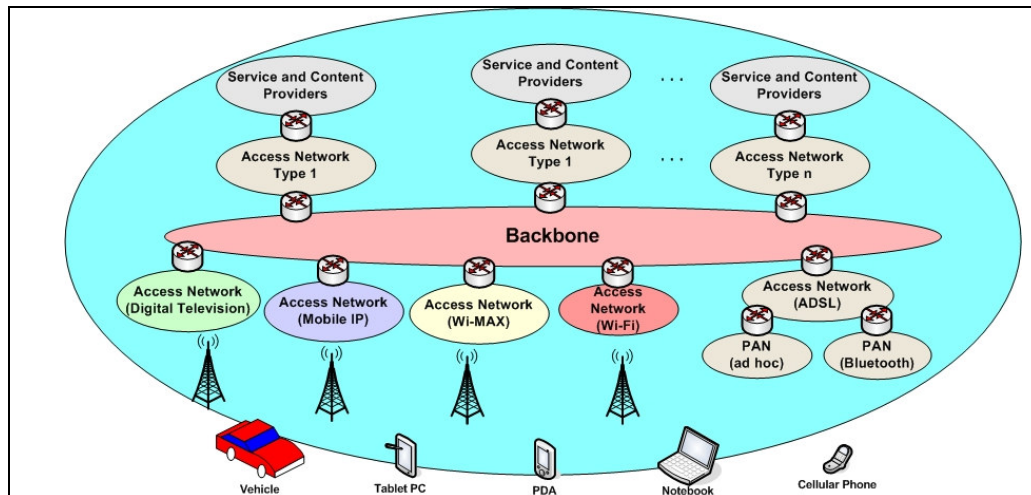 Service and Content
Providers
Service and Content
Providers
. . .
Service and Content
Providers
Access Network
Type 1
Access Network
Type 1
. . .
Access Network
Type n
Backbone
Access Network
(Digital Television)
Access Network
(Mobile IP)
Access Network
(Wi-MAX)
Access
Network
(Wi-Fi)
Access Network
(ADSL)
PAN
(ad hoc)
PAN
(Bluetooth)
Vehicle
Tablet PC
PDA
Notebook
Cellular Phone